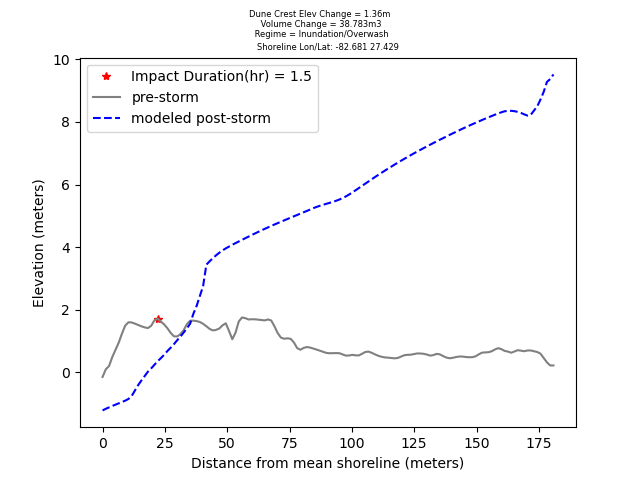 Dune Crest Elev Change = 1.36m
Volume Change = 38.783m3
Regime = Inundation/Overwash
Shoreline Lon/Lat: -82.681 27.429
Impact Duration(hr) = 1.5
pre-storm
modeled post-storm
10
8
6
4
2
0
Elevation (meters)
0 25 50 75 100 125 150 175
Distance from mean shoreline (meters)